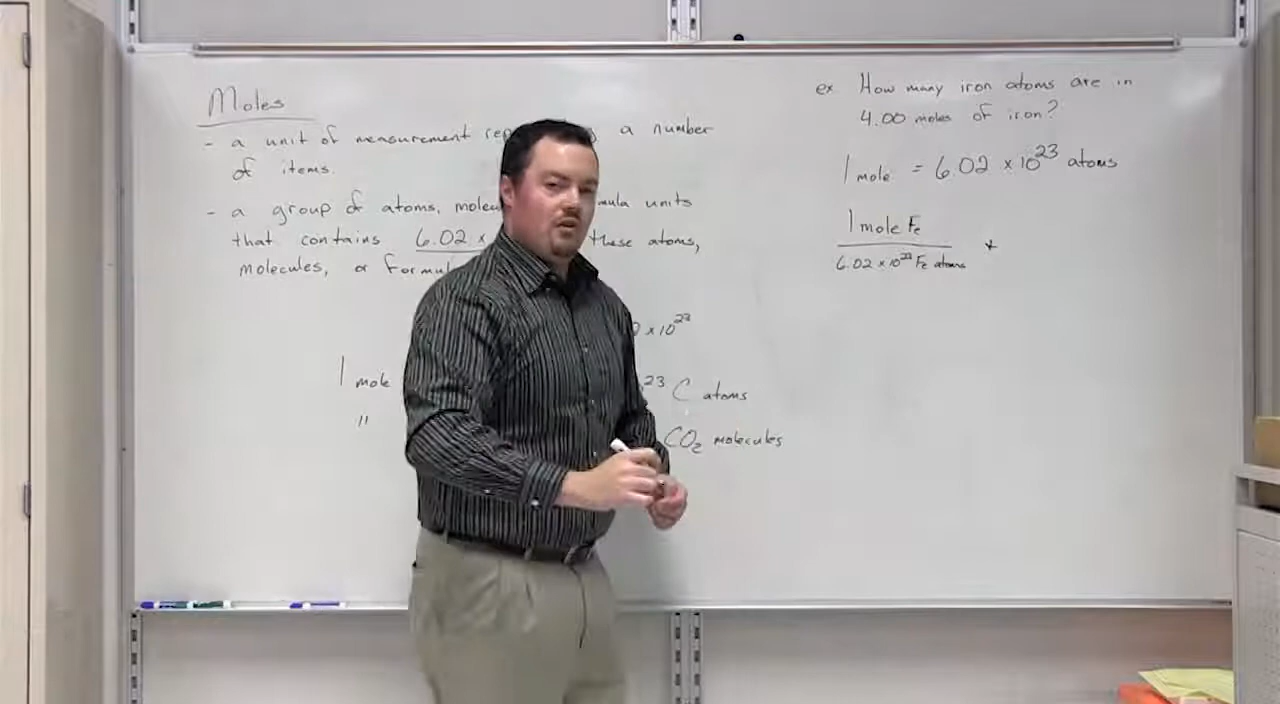 Moles
- a unit of measurement rep a number
of items.
- a group of atoms, molecu mula units
that contains 6.02 x these atoms,
molecules, or formul
2 x 10²³
1 mole 23 C atoms
" CO₂ molecules
ex How many iron atoms are in
4.00 moles of iron?
1 mole = 6.02 x 10²³ atoms
1 mole Fe
6.02 x 10²³ Fe atoms *